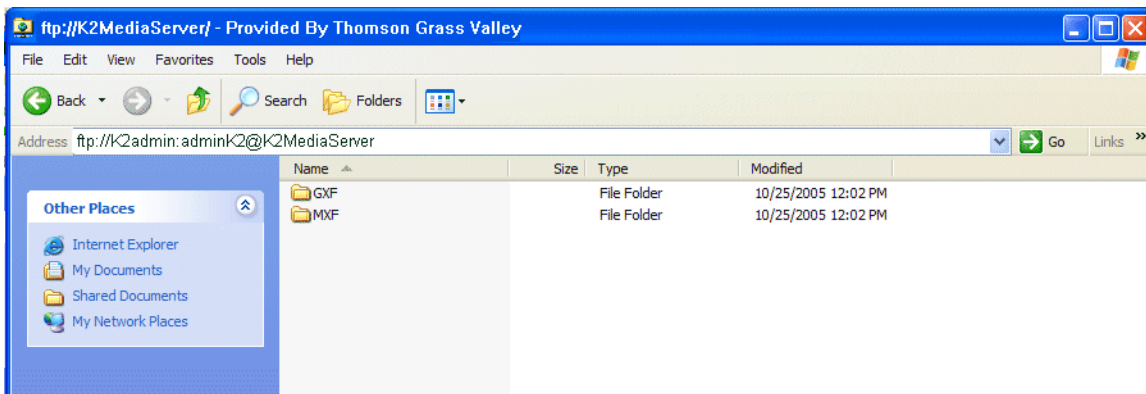 ftp://K2MediaServer/ - Provided By Thomson Grass Valley
File Edit View Favorites Tools Help
Back Search Folders
Address ftp://K2admin:adminK2@K2MediaServer Go Links »
Name Size Type Modified
GXF File Folder 10/25/2005 12:02 PM
MXF File Folder 10/25/2005 12:02 PM
Other Places
Internet Explorer
My Documents
Shared Documents
My Network Places